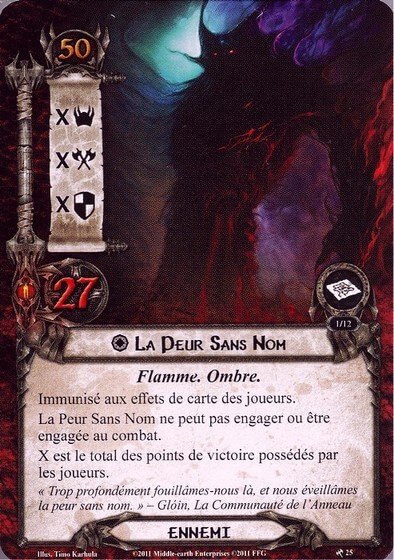 50
X
X
X
27
1/12
La Peur Sans Nom
Flamme. Ombre.
Immunisé aux effets de carte des joueurs.
La Peur Sans Nom ne peut pas engager ou être
engagée au combat.
X est le total des points de victoire possédés par
les joueurs.
« Trop profondément fouillâmes-nous là, et nous éveillâmes
la peur sans nom. » – Glóin, La Communauté de l'Anneau
ENNEMI
Illus. Timo Karhula ©2011 Middle-earth Enterprises ©2011 FFG 25